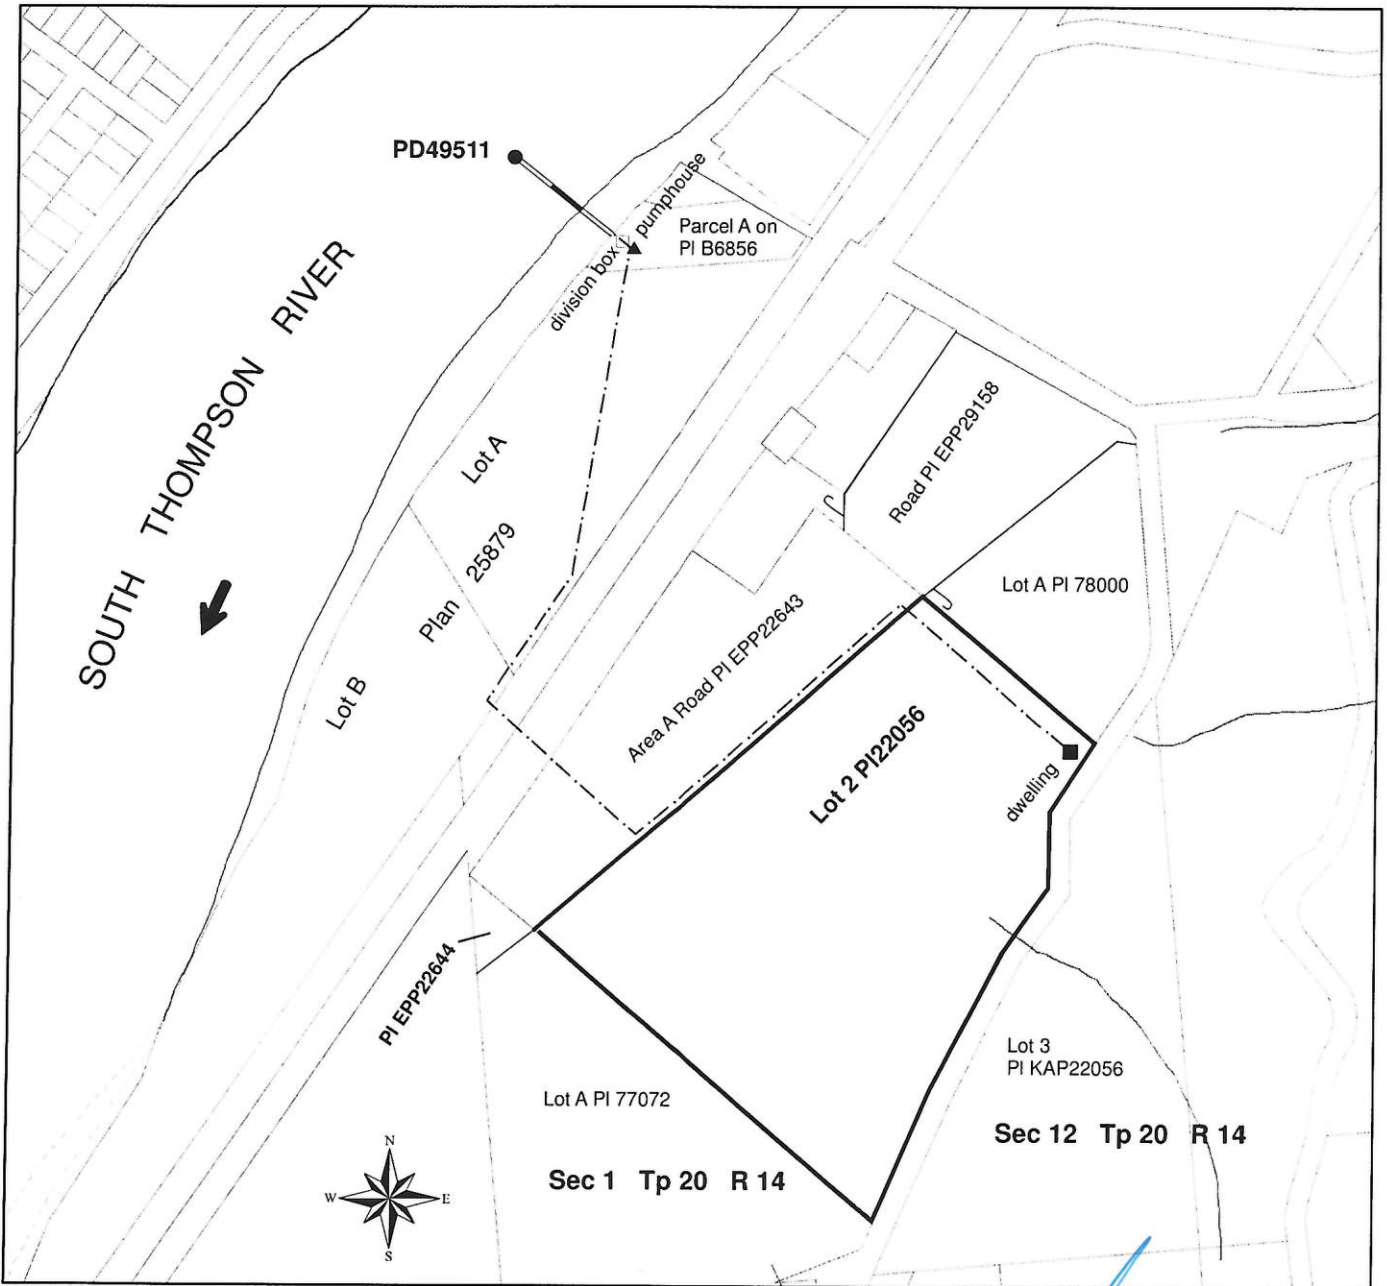 PD49511
pumphouse
Parcel A on
Pl B6856
division box
SOUTH THOMPSON RIVER
Lot A
Road Pl EPP29158
Plan 25879
Lot A Pl 78000
Lot B
Area A Road Pl EPP22643
Lot 2 Pl22056
dwelling
Pl EPP22644
Lot 3
Pl KAP22056
Lot A Pl 77072
Sec 12 Tp 20 R 14
Sec 1 Tp 20 R 14
N
W
E
S